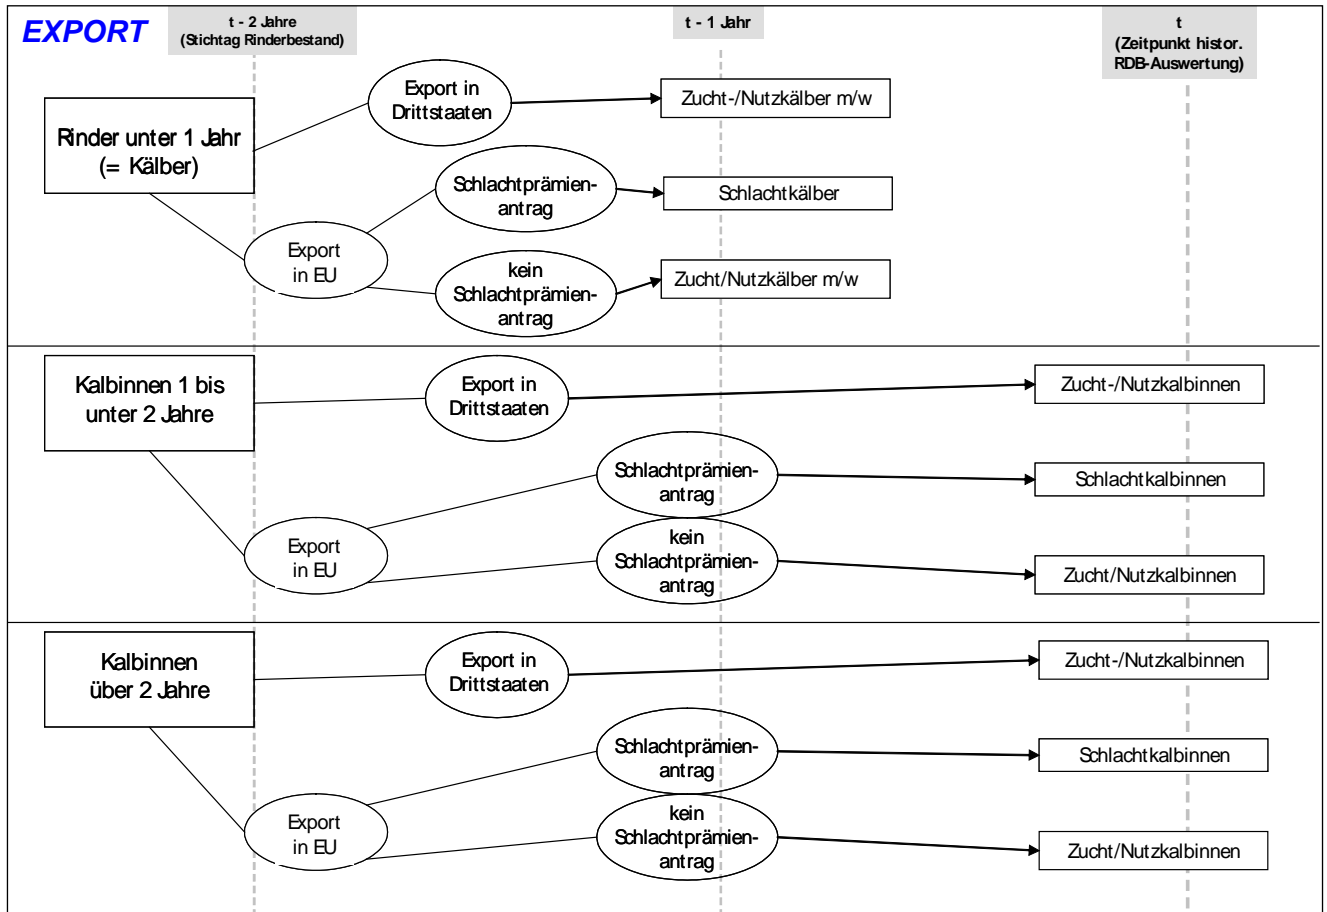 EXPORT
t - 2 Jahre
(Stichtag Rinderbestand)
t - 1 Jahr
t
(Zeitpunkt histor.
RDB-Auswertung)
Rinder unter 1 Jahr
(= Kälber)
Export in
Drittstaaten
Zucht-/Nutzkälber m/w
Schlachtprämien-
antrag
Schlachtkälber
Export
in EU
kein
Schlachtprämien-
antrag
Zucht/Nutzkälber m/w
Kalbinnen 1 bis
unter 2 Jahre
Export in
Drittstaaten
Zucht-/Nutzkalbinnen
Schlachtprämien-
antrag
Schlachtkalbinnen
Export
in EU
kein
Schlachtprämien-
antrag
Zucht/Nutzkalbinnen
Kalbinnen
über 2 Jahre
Export in
Drittstaaten
Zucht-/Nutzkalbinnen
Schlachtprämien-
antrag
Schlachtkalbinnen
Export
in EU
kein
Schlachtprämien-
antrag
Zucht/Nutzkalbinnen